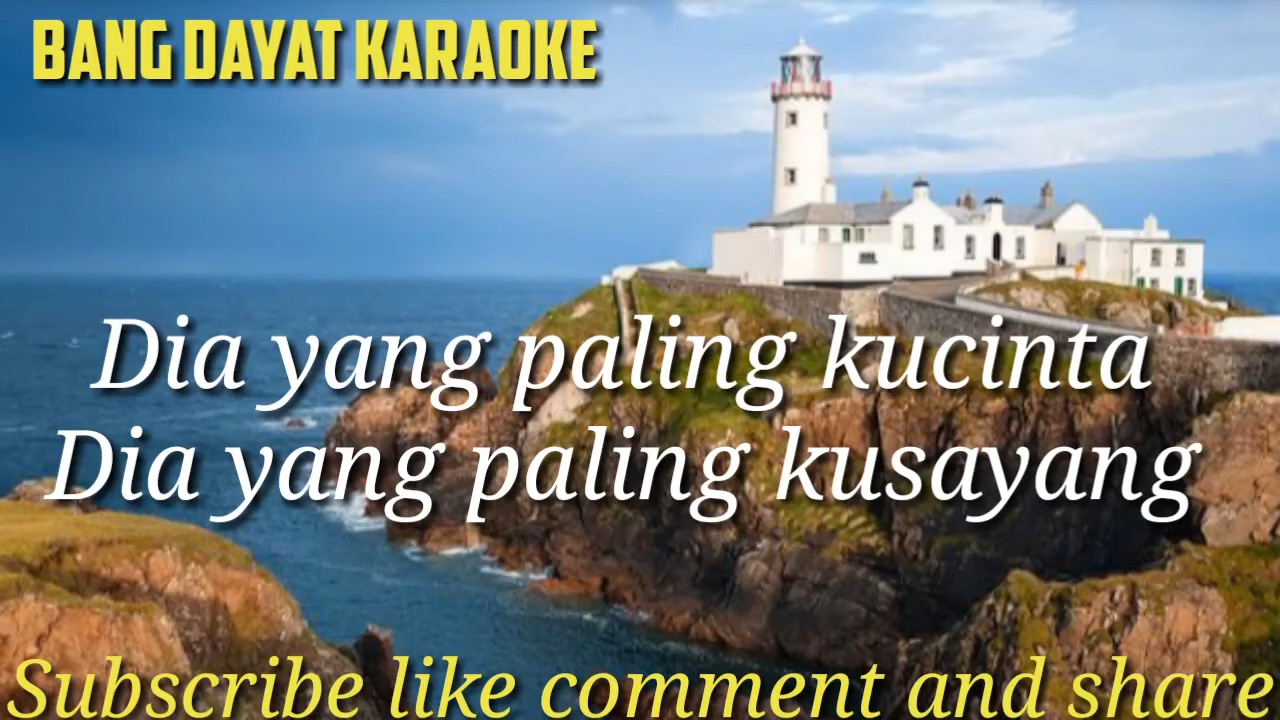 BANG DAYAT KARAOKE
Dia yang paling kucinta
Dia yang paling kusayang
Subscribe like comment and share